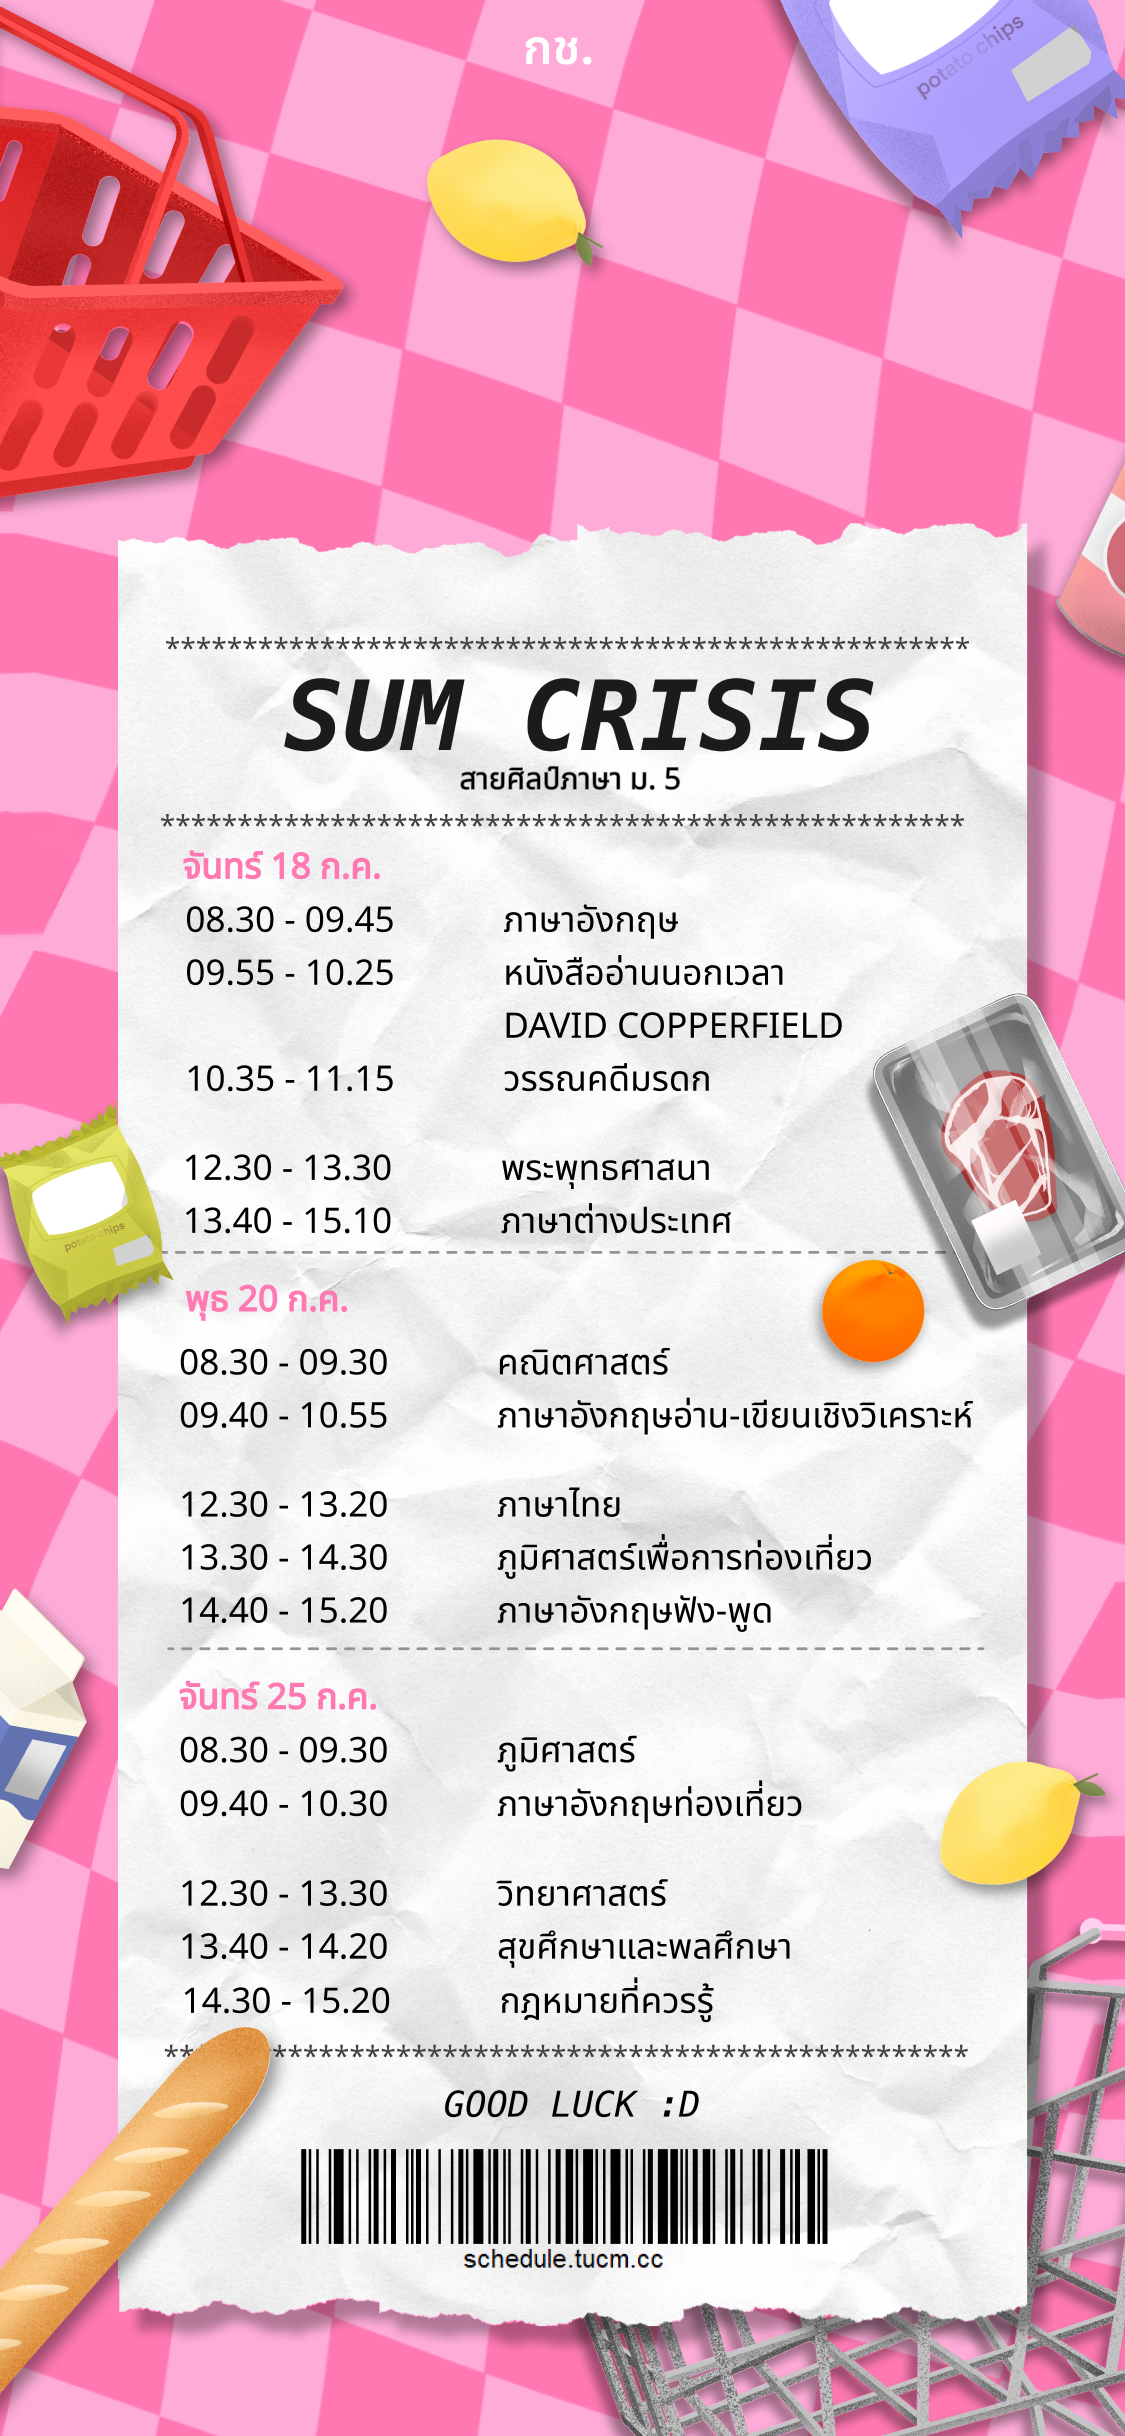 กช.
potato chips
**************************************************
SUM CRISIS
สายศิลป์ภาษา ม. 5
**************************************************
จันทร์ 18 ก.ค.
08.30 - 09.45 ภาษาอังกฤษ
09.55 - 10.25 หนังสืออ่านนอกเวลา
DAVID COPPERFIELD
10.35 - 11.15 วรรณคดีมรดก
12.30 - 13.30 พระพุทธศาสนา
13.40 - 15.10 ภาษาต่างประเทศ
potato chips
พุธ 20 ก.ค.
08.30 - 09.30 คณิตศาสตร์
09.40 - 10.55 ภาษาอังกฤษอ่าน-เขียนเชิงวิเคราะห์
12.30 - 13.20 ภาษาไทย
13.30 - 14.30 ภูมิศาสตร์เพื่อการท่องเที่ยว
14.40 - 15.20 ภาษาอังกฤษฟัง-พูด
จันทร์ 25 ก.ค.
08.30 - 09.30 ภูมิศาสตร์
09.40 - 10.30 ภาษาอังกฤษท่องเที่ยว
12.30 - 13.30 วิทยาศาสตร์
13.40 - 14.20 สุขศึกษาและพลศึกษา
14.30 - 15.20 กฎหมายที่ควรรู้
**************************************************
GOOD LUCK :D
schedule.tucm.cc